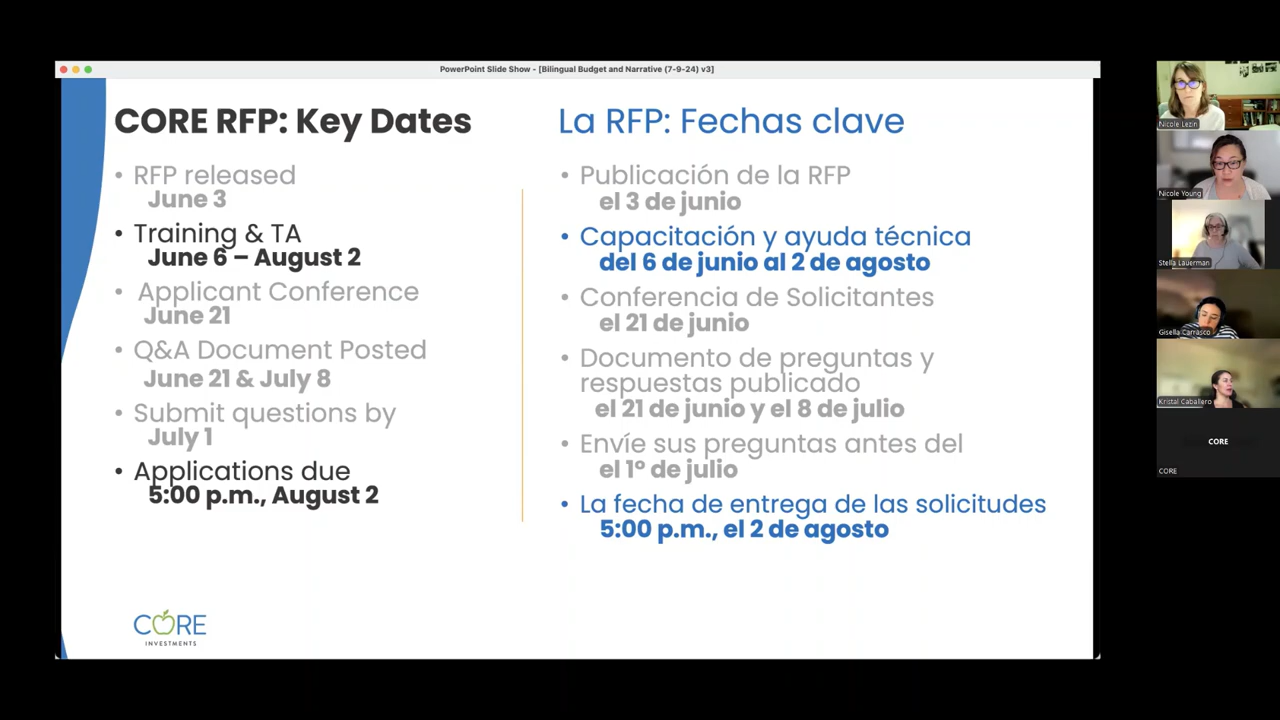 PowerPoint Slide Show - [Bilingual Budget and Narrative (7-9-24) v3]
CORE RFP: Key Dates
• RFP released
June 3
• Training & TA
June 6 – August 2
• Applicant Conference
June 21
• Q&A Document Posted
June 21 & July 8
• Submit questions by
July 1
• Applications due
5:00 p.m., August 2
La RFP: Fechas clave
• Publicación de la RFP
el 3 de junio
• Capacitación y ayuda técnica
del 6 de junio al 2 de agosto
• Conferencia de Solicitantes
el 21 de junio
• Documento de preguntas y
respuestas publicado
el 21 de junio y el 8 de julio
• Envíe sus preguntas antes del
el 1º de julio
• La fecha de entrega de las solicitudes
5:00 p.m., el 2 de agosto
CORE
INVESTMENTS
Nicole Lezin
Nicole Young
Stella Lauerman
Gisella Carrasco
Kristal Caballero
CORE
CORE